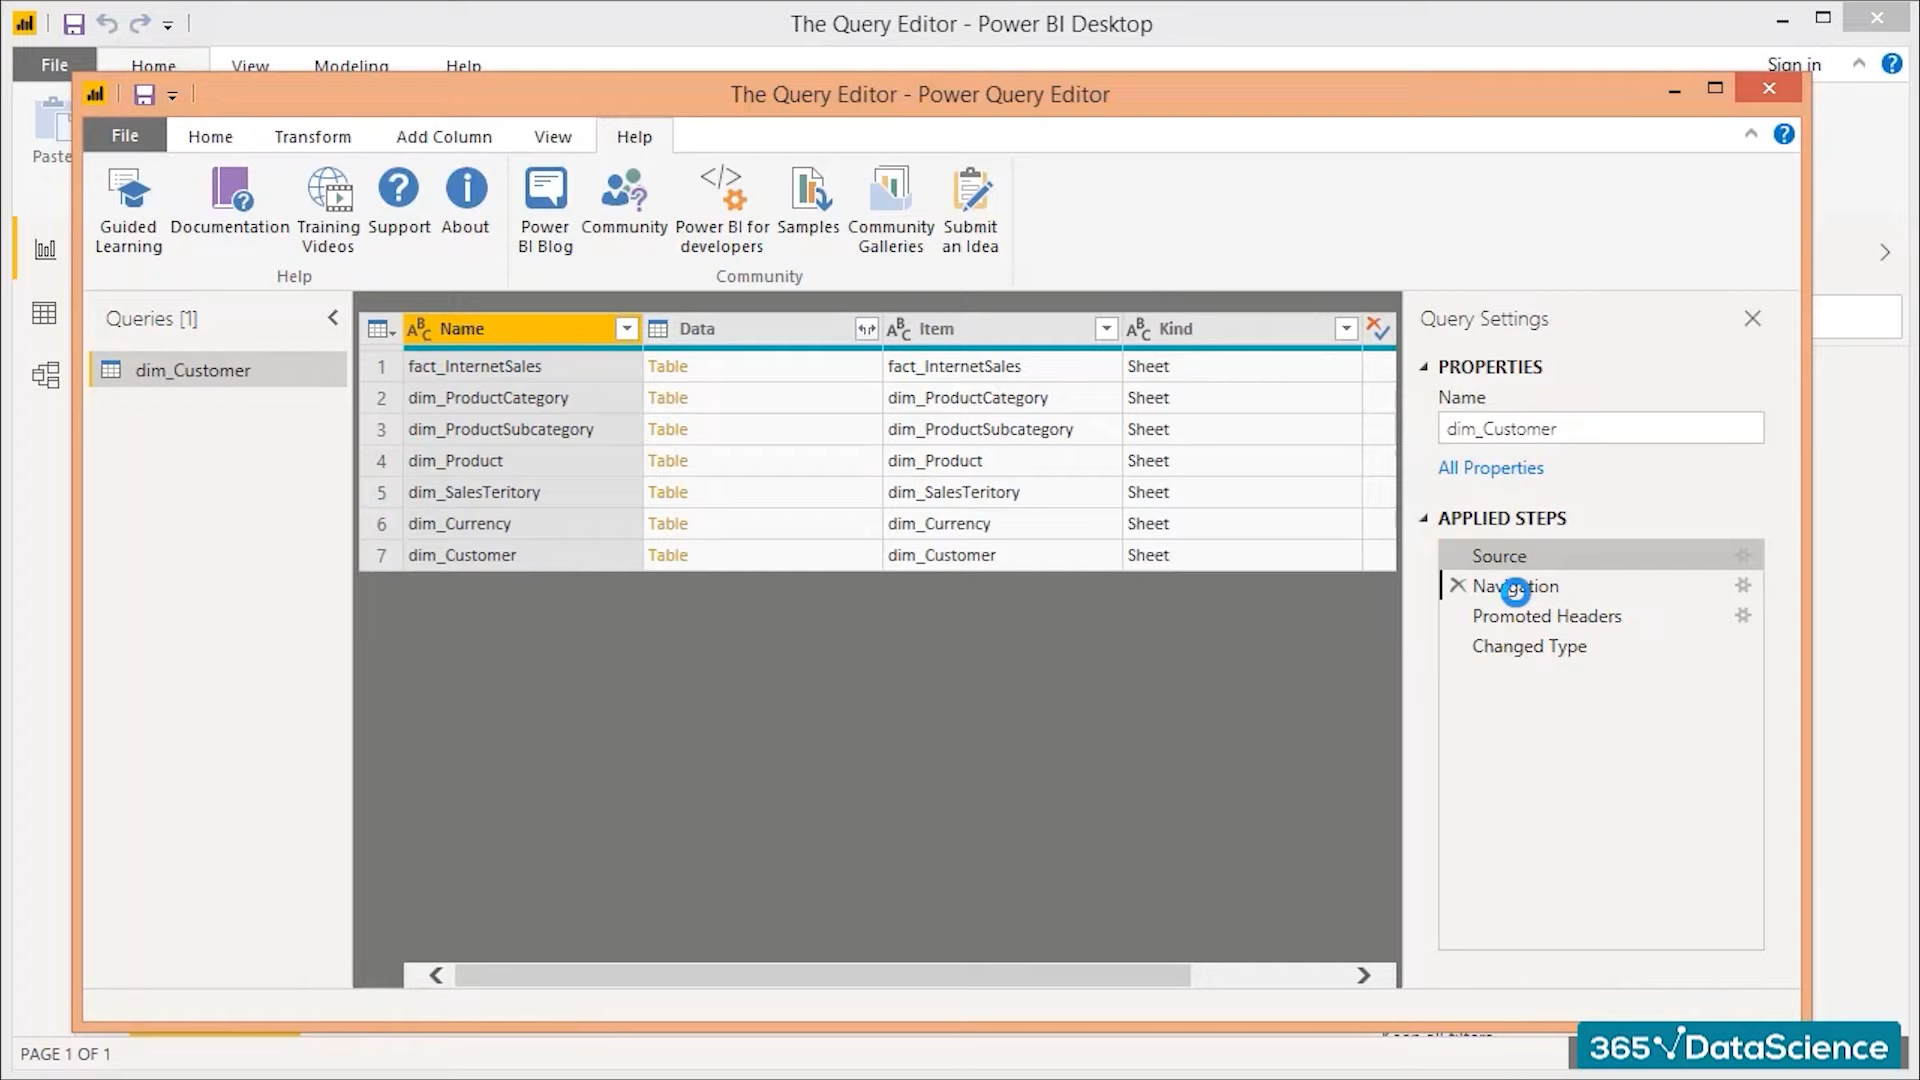 The Query Editor - Power BI Desktop
File Home View Modeling Help Sign in
Paste
The Query Editor - Power Query Editor
File Home Transform Add Column View Help
Guided Learning
Documentation
Training Videos
Support
About
Power BI Blog
Community
Power BI for developers
Samples
Community Galleries
Submit an Idea
Help
Community
Queries [1]
dim_Customer
Name Data Item Kind
1 fact_InternetSales Table fact_InternetSales Sheet
2 dim_ProductCategory Table dim_ProductCategory Sheet
3 dim_ProductSubcategory Table dim_ProductSubcategory Sheet
4 dim_Product Table dim_Product Sheet
5 dim_SalesTeritory Table dim_SalesTeritory Sheet
6 dim_Currency Table dim_Currency Sheet
7 dim_Customer Table dim_Customer Sheet
Query Settings
PROPERTIES
Name
dim_Customer
All Properties
APPLIED STEPS
Source
Navigation
Promoted Headers
Changed Type
PAGE 1 OF 1
365 DataScience